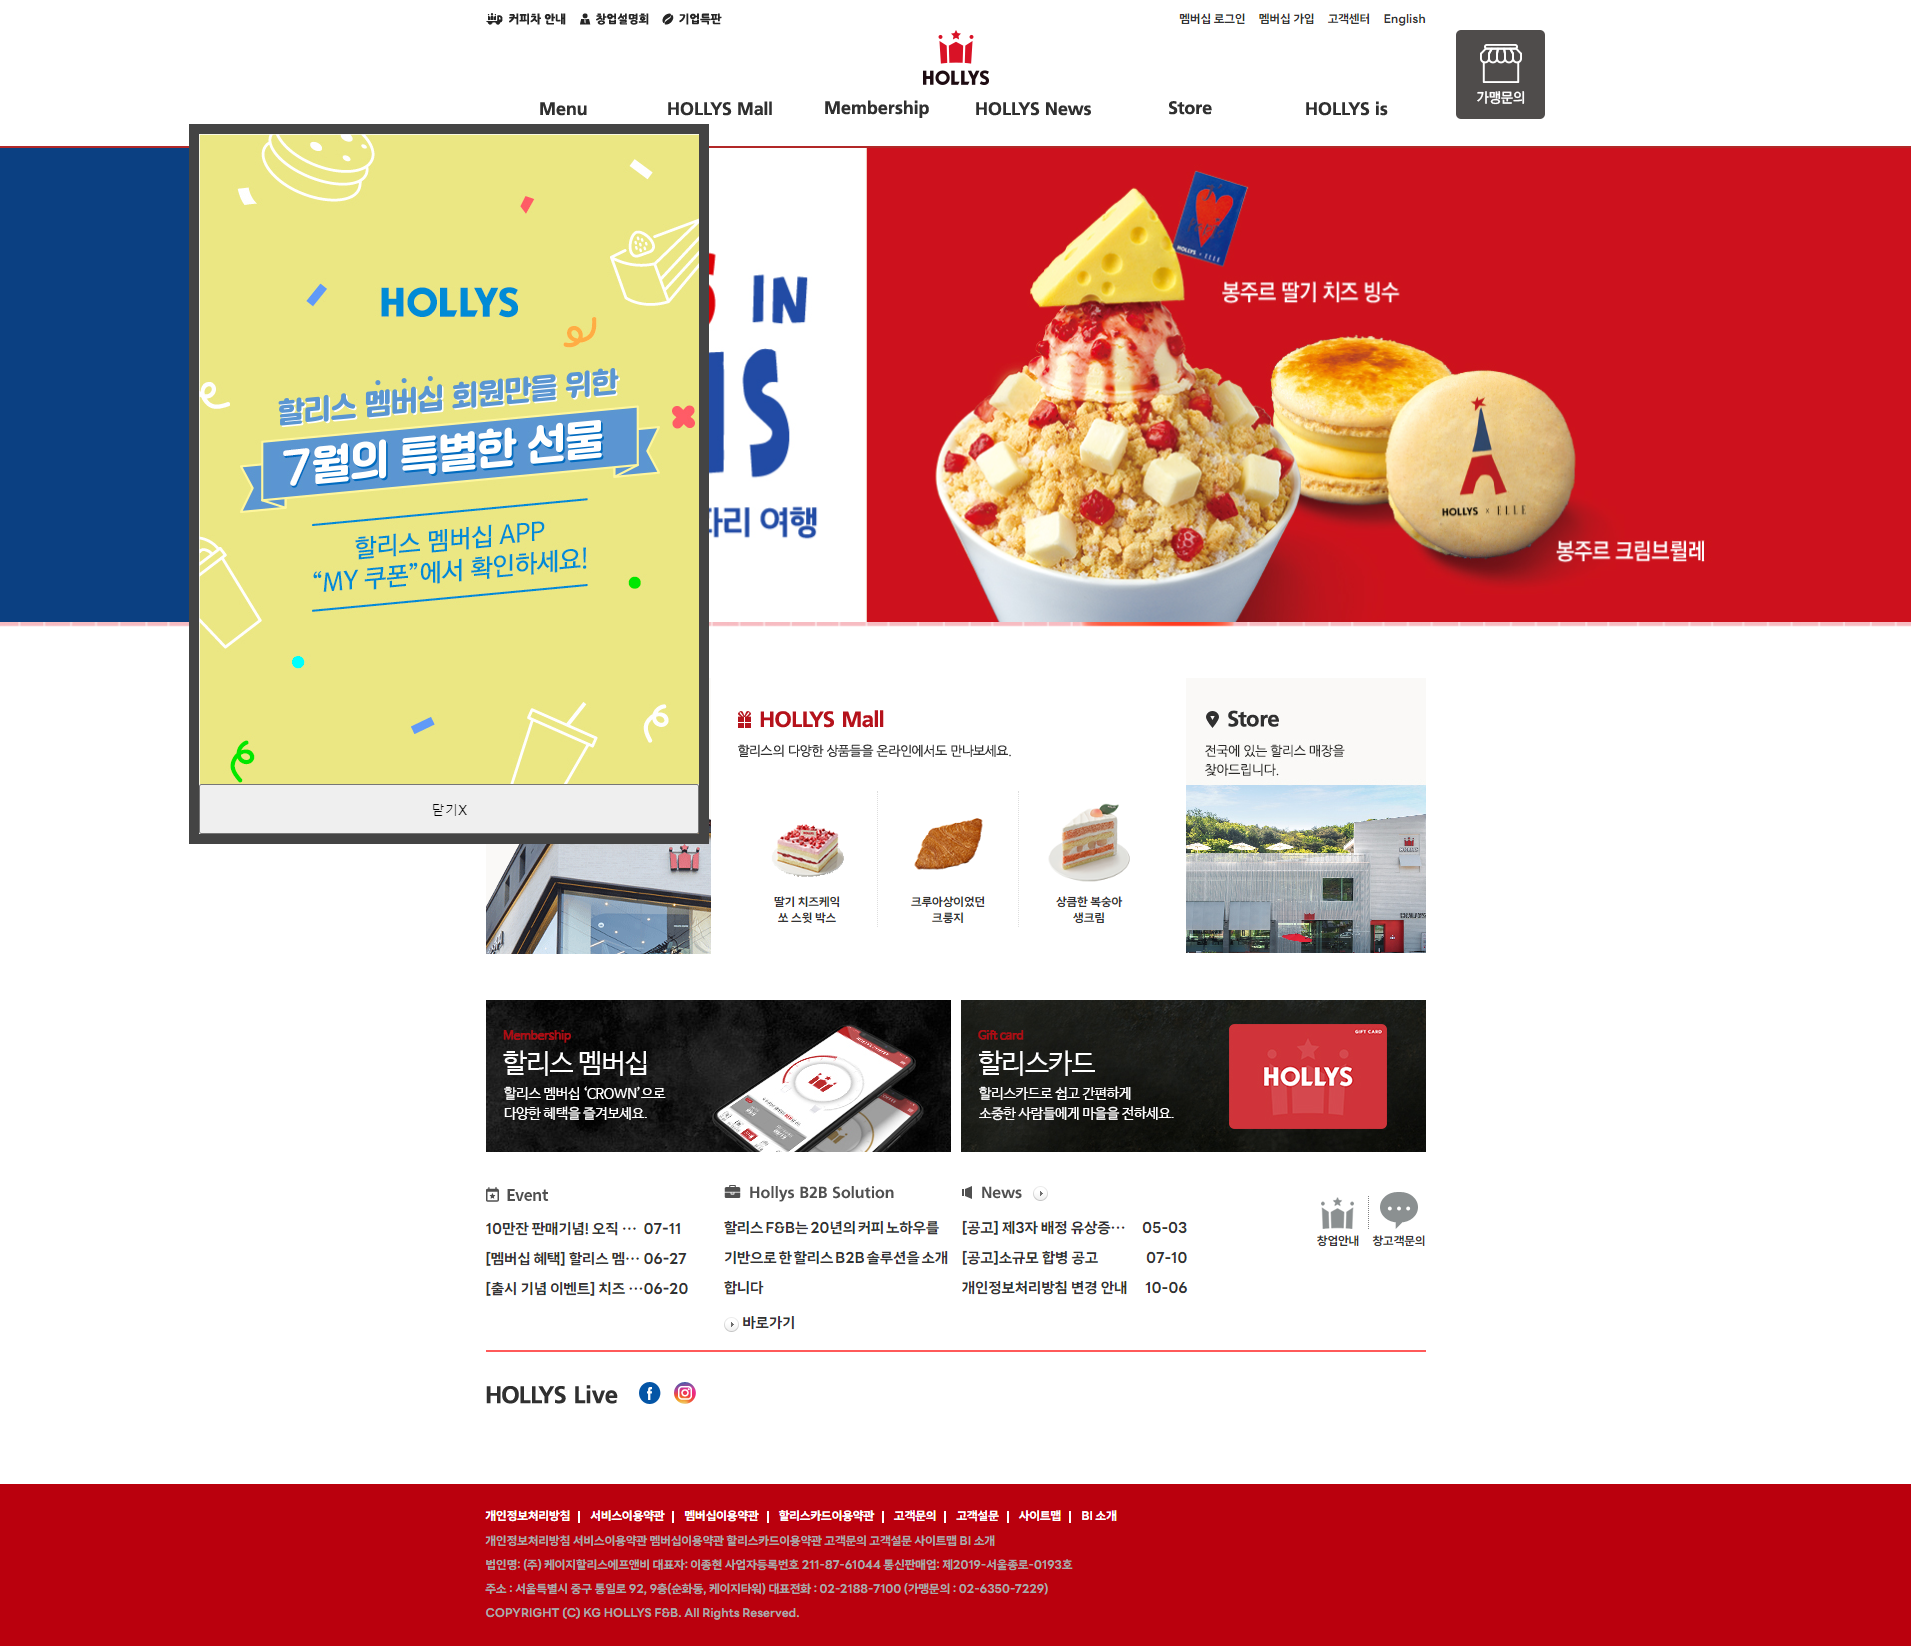 커피차 안내 창업설명회 기업특판
멤버십 로그인 멤버십 가입 고객센터 English
HOLLYS
가맹문의
Menu HOLLYS Mall Membership HOLLYS News Store HOLLYS is
HOLLYS
할리스 멤버십 회원만을 위한
7월의 특별한 선물
할리스 멤버십 APP
“MY 쿠폰”에서 확인하세요!
닫기X
IN
IS
다리 여행
HOLLYS x ELLE
봉주르 딸기 치즈 빙수
HOLLYS x ELLE
봉주르 크림브륄레
HOLLYS Mall
할리스의 다양한 상품들을 온라인에서도 만나보세요.
딸기 치즈케익
쏘 스윗 박스
크루아상이었던
크룽지
상큼한 복숭아
생크림
Store
전국에 있는 할리스 매장을
찾아드립니다.
Membership
할리스 멤버십
할리스 멤버십 ‘CROWN’으로
다양한 혜택을 즐겨보세요.
Gift card
할리스카드
할리스카드로 쉽고 간편하게
소중한 사람들에게 마음을 전하세요.
GIFT CARD
HOLLYS
Event
10만잔 판매기념! 오직 … 07-11
[멤버십 혜택] 할리스 멤… 06-27
[출시 기념 이벤트] 치즈 …06-20
Hollys B2B Solution
할리스 F&B는 20년의 커피 노하우를
기반으로 한 할리스 B2B 솔루션을 소개
합니다
바로가기
News
[공고] 제3자 배정 유상증… 05-03
[공고]소규모 합병 공고 07-10
개인정보처리방침 변경 안내 10-06
창업안내 창고객문의
HOLLYS Live
개인정보처리방침 | 서비스이용약관 | 멤버십이용약관 | 할리스카드이용약관 | 고객문의 | 고객설문 | 사이트맵 | BI 소개
개인정보처리방침 서비스이용약관 멤버십이용약관 할리스카드이용약관 고객문의 고객설문 사이트맵 BI 소개
법인명: (주) 케이지할리스에프앤비 대표자: 이종현 사업자등록번호 211-87-61044 통신판매업: 제2019-서울종로-0193호
주소 : 서울특별시 중구 통일로 92, 9층(순화동, 케이지타워) 대표전화 : 02-2188-7100 (가맹문의 : 02-6350-7229)
COPYRIGHT (C) KG HOLLYS F&B. All Rights Reserved.